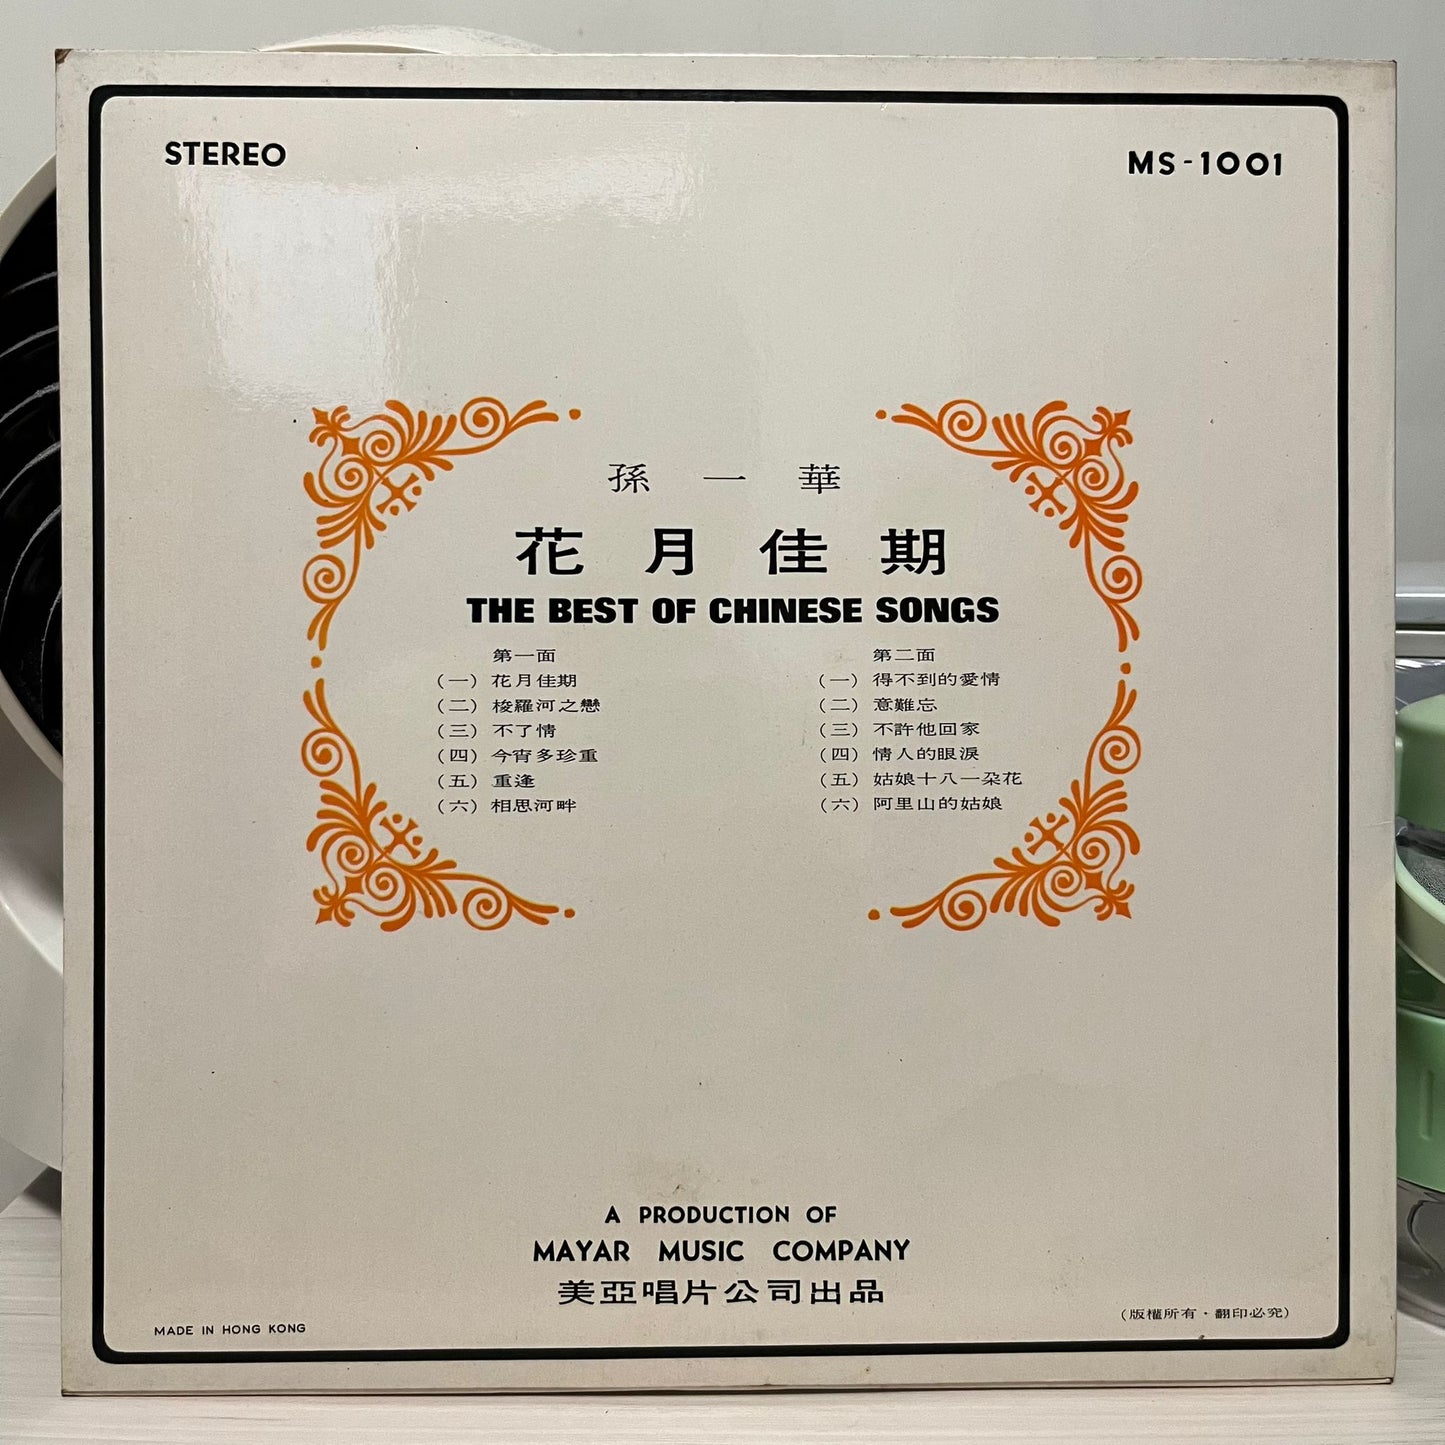 STEREO
MS-1001
孫一華
花月佳期
THE BEST OF CHINESE SONGS
第一面
(一) 花月佳期
(二) 梭羅河之戀
(三) 不了情
(四) 今宵多珍重
(五) 重逢
(六) 相思河畔
第二面
(一) 得不到的愛情
(二) 意難忘
(三) 不許他回家
(四) 情人的眼淚
(五) 姑娘十八一朶花
(六) 阿里山的姑娘
A PRODUCTION OF
MAYAR MUSIC COMPANY
美亞唱片公司出品
MADE IN HONG KONG
(版權所有・翻印必究)